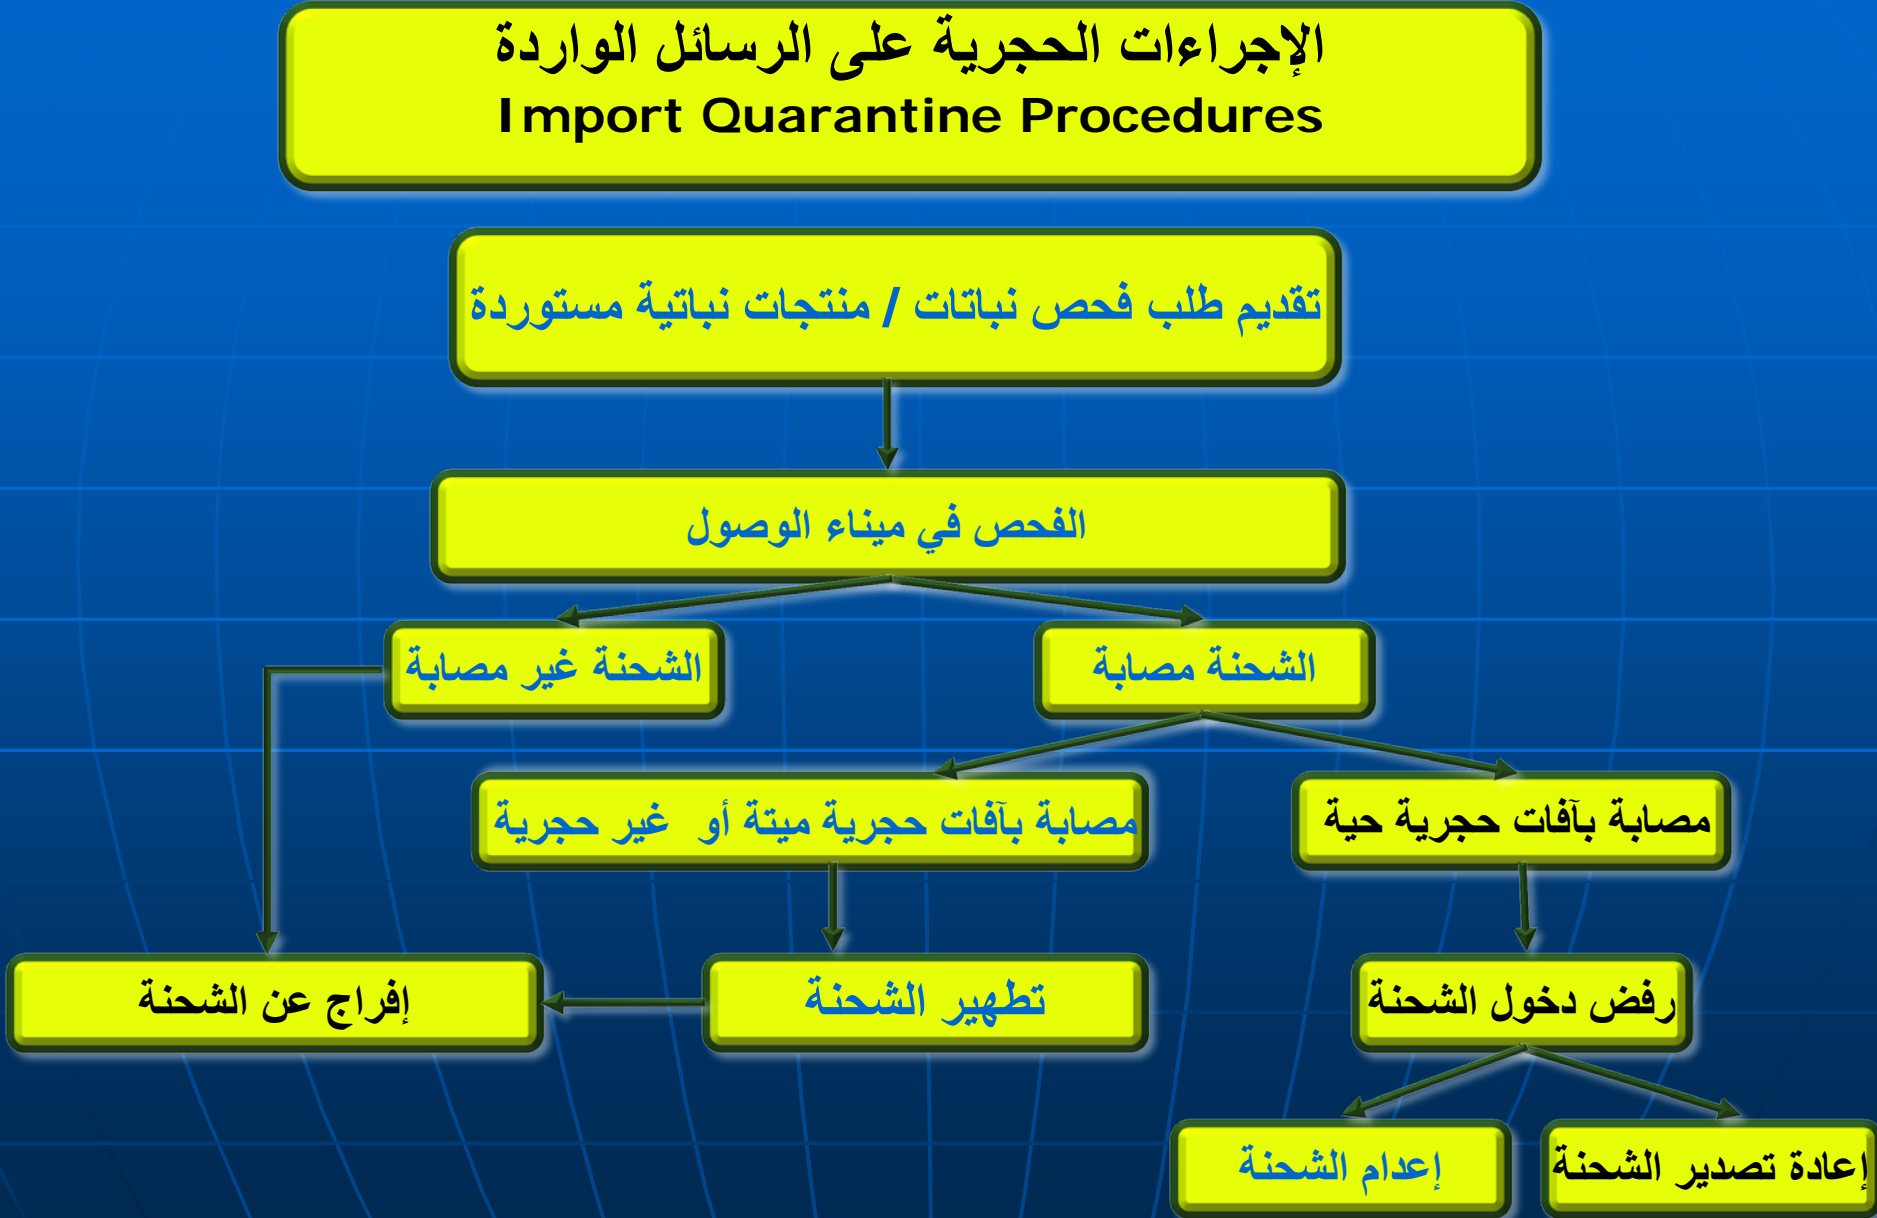 الإجراءات الحجرية على الرسائل الواردة
Import Quarantine Procedures
تقديم طلب فحص نباتات / منتجات نباتية مستوردة
الفحص في ميناء الوصول
الشحنة مصابة
الشحنة غير مصابة
مصابة بآفات حجرية حية
مصابة بآفات حجرية ميتة أو غير حجرية
رفض دخول الشحنة
تطهير الشحنة
إفراج عن الشحنة
إعادة تصدير الشحنة
إعدام الشحنة